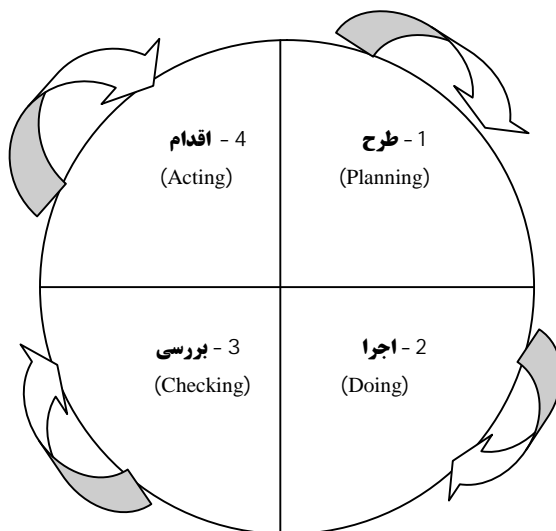 1 - طرح
(Planning)
2 - اجرا
(Doing)
3 - بررسی
(Checking)
4 - اقدام
(Acting)